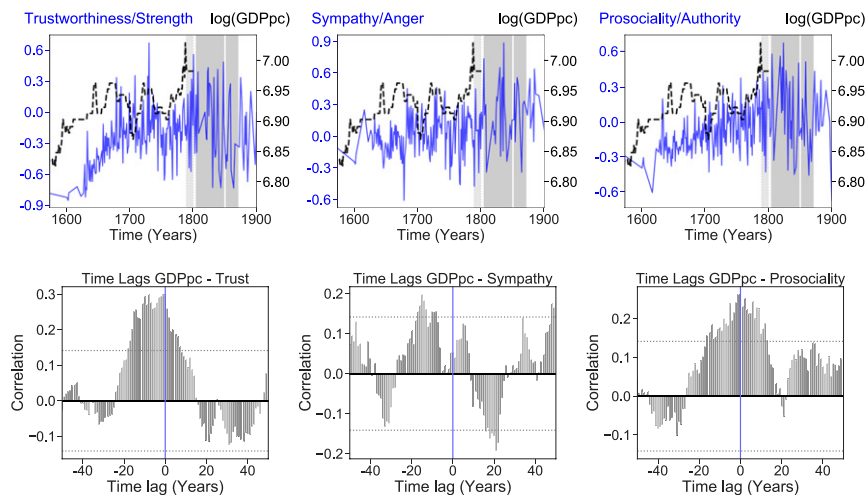 Trustworthiness/Strength log(GDPpc)
0.6
0.3
0.0
-0.3
-0.6
-0.9
7.00
6.95
6.90
6.85
6.80
1600 1700 1800 1900
Time (Years)
Sympathy/Anger log(GDPpc)
0.9
0.6
0.3
0.0
-0.3
-0.6
7.00
6.95
6.90
6.85
6.80
1600 1700 1800 1900
Time (Years)
Prosociality/Authority log(GDPpc)
0.6
0.3
0.0
-0.3
-0.6
7.00
6.95
6.90
6.85
6.80
1600 1700 1800 1900
Time (Years)
Time Lags GDPpc - Trust
Correlation
0.3
0.2
0.1
0.0
-0.1
-40 -20 0 20 40
Time lag (Years)
Time Lags GDPpc - Sympathy
Correlation
0.2
0.1
0.0
-0.1
-0.2
-40 -20 0 20 40
Time lag (Years)
Time Lags GDPpc - Prosociality
Correlation
0.2
0.1
0.0
-0.1
-40 -20 0 20 40
Time lag (Years)